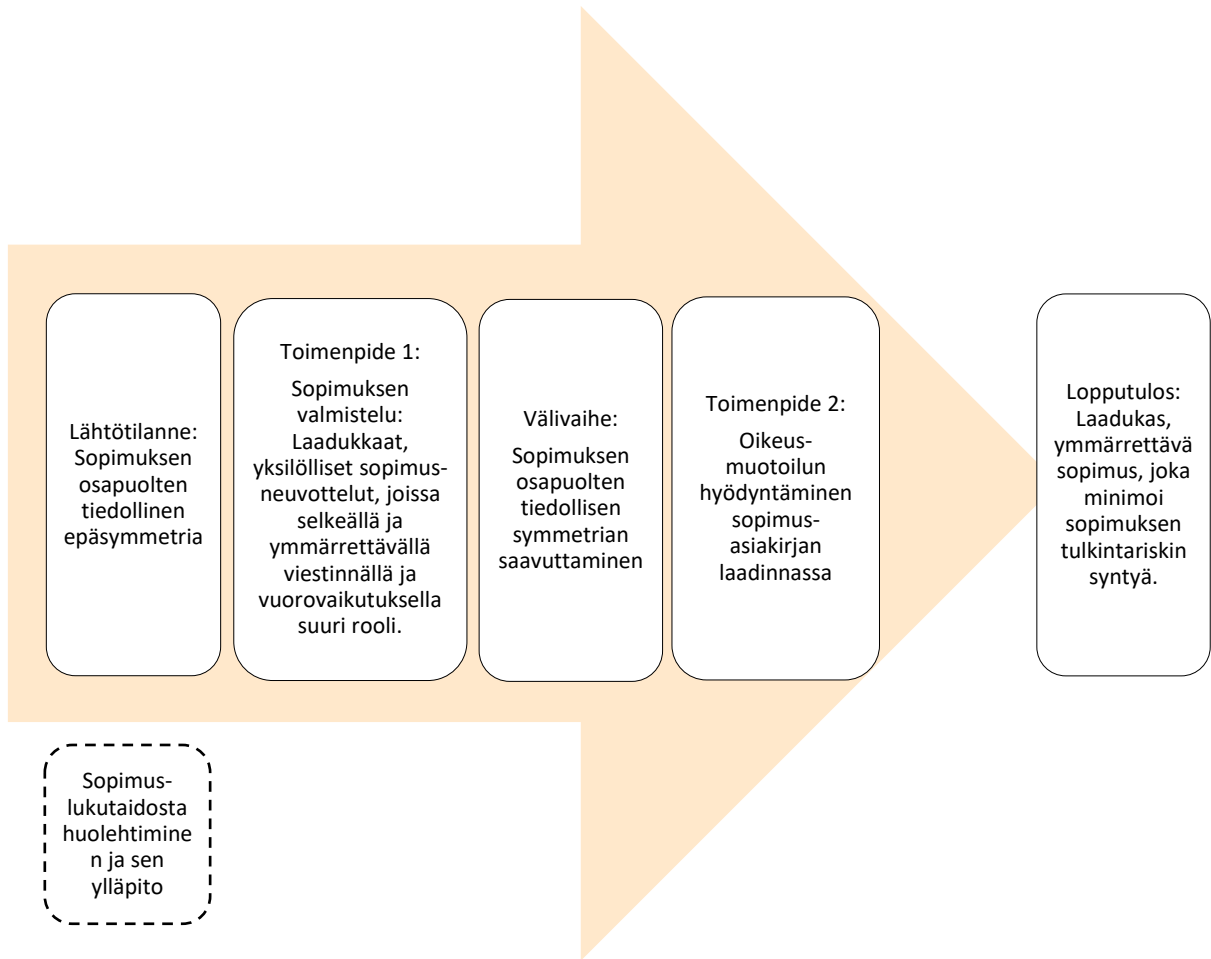 Lähtötilanne:
Sopimuksen
osapuolten
tiedollinen
epäsymmetria
Toimenpide 1:
Sopimuksen
valmistelu:
Laadukkaat,
yksilölliset sopimus-
neuvottelut, joissa
selkeällä ja
ymmärrettävällä
viestinnällä ja
vuorovaikutuksella
suuri rooli.
Välivaihe:
Sopimuksen
osapuolten
tiedollisen
symmetrian
saavuttaminen
Toimenpide 2:
Oikeus-
muotoilun
hyödyntäminen
sopimus-
asiakirjan
laadinnassa
Lopputulos:
Laadukas,
ymmärrettävä
sopimus, joka
minimoi
sopimuksen
tulkintariskin
syntyä.
Sopimus-
lukutaidosta
huolehtimine
n ja sen
ylläpito